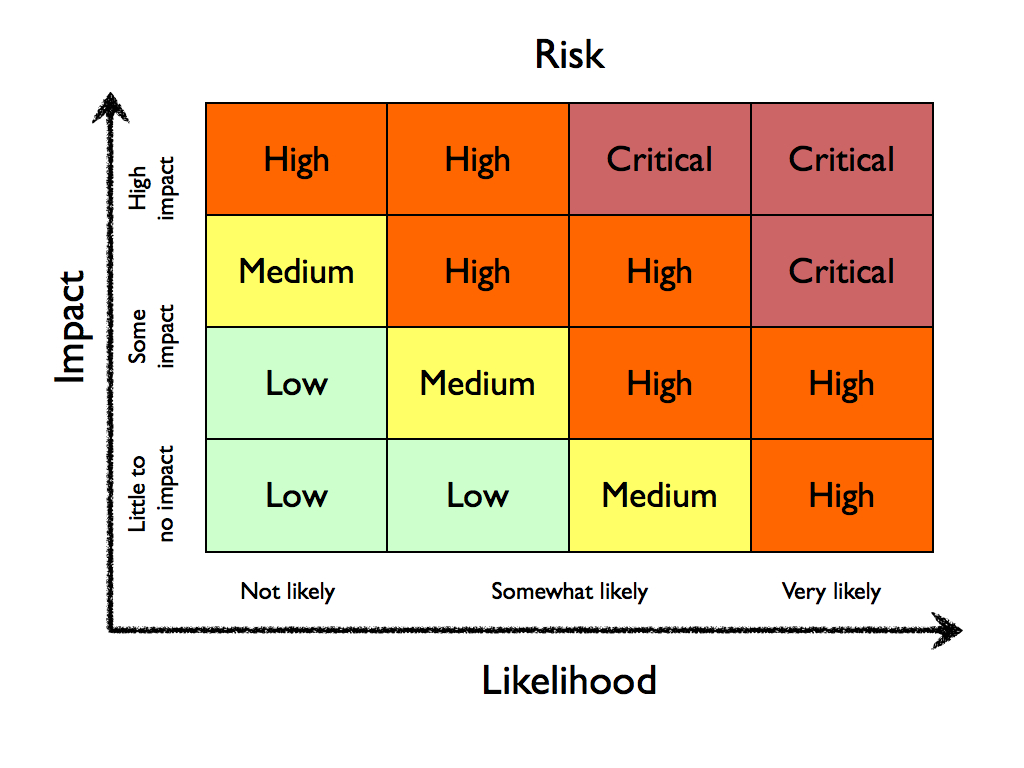 Risk
Impact
High
impact
Some
impact
Little to
no impact
High High Critical Critical
Medium High High Critical
Low Medium High High
Low Low Medium High
Not likely Somewhat likely Very likely
Likelihood